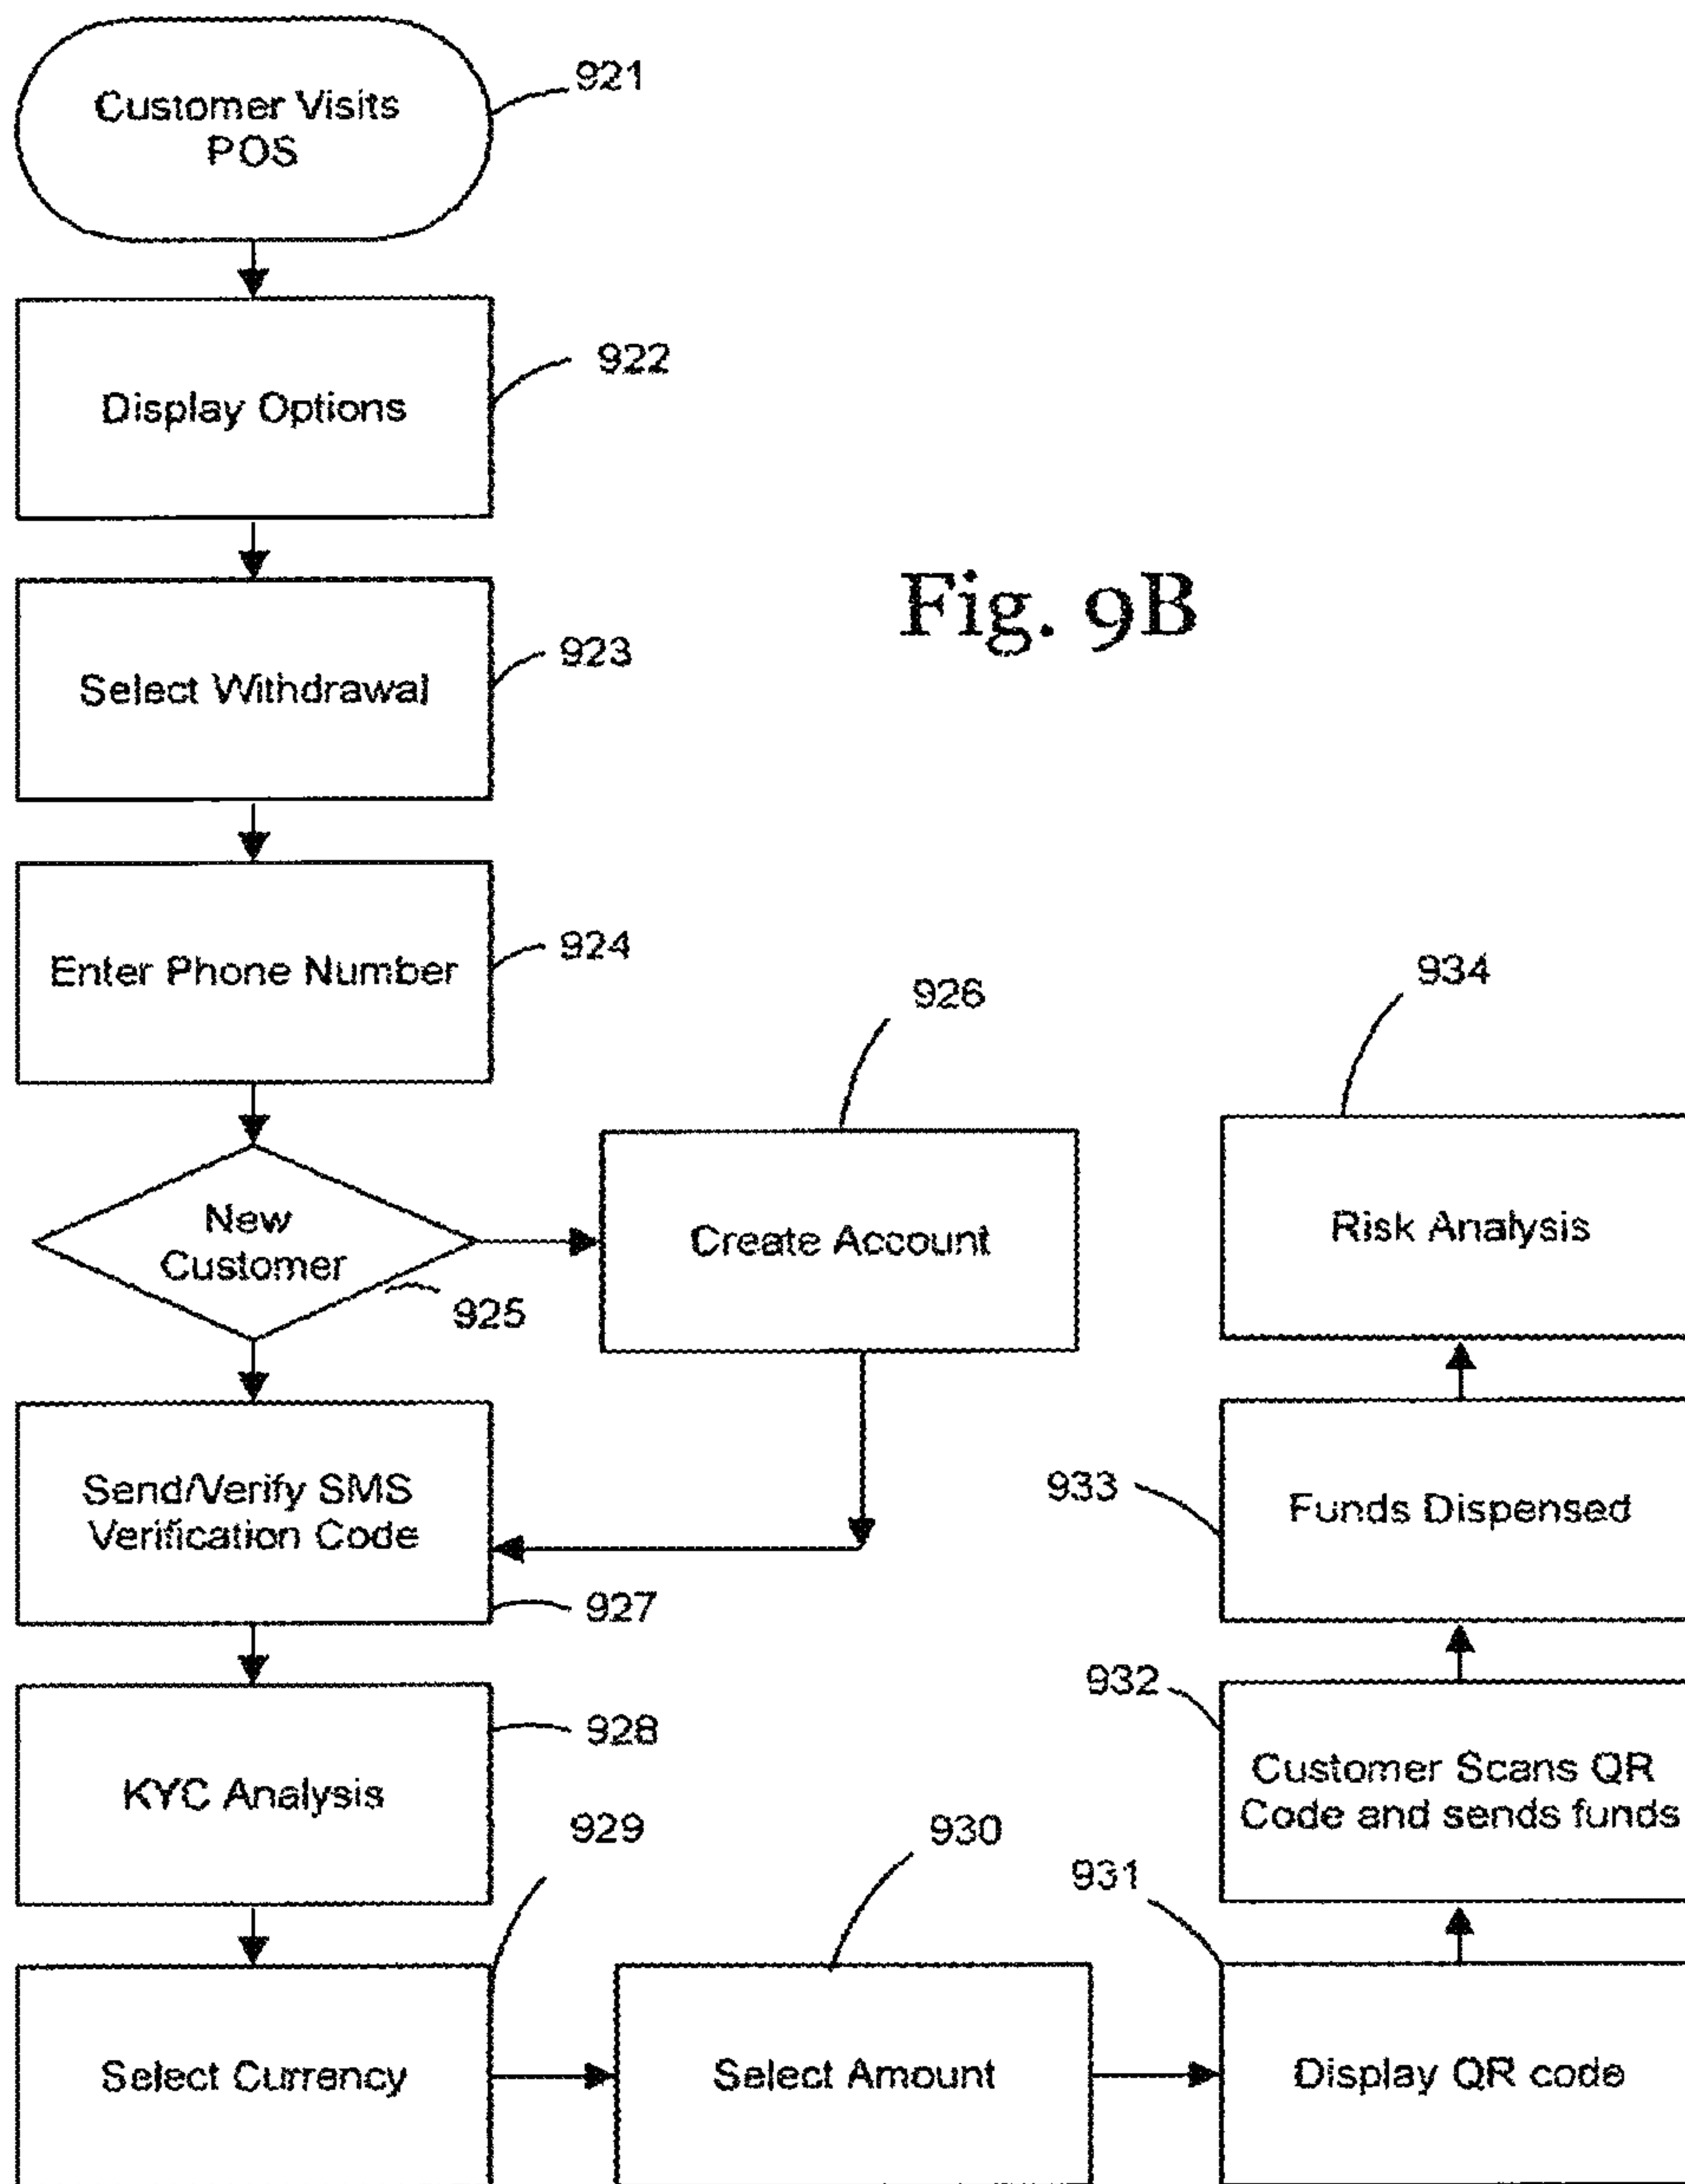 Customer Visits
POS
921
Display Options
922
Select Withdrawal
923
Fig. 9B
Enter Phone Number
924
New
Customer
925
Create Account
926
Send/Verify SMS
Verification Code
927
KYC Analysis
928
Select Currency
929
Select Amount
930
Display QR code
931
Customer Scans QR
Code and sends funds
932
Funds Dispensed
933
Risk Analysis
934